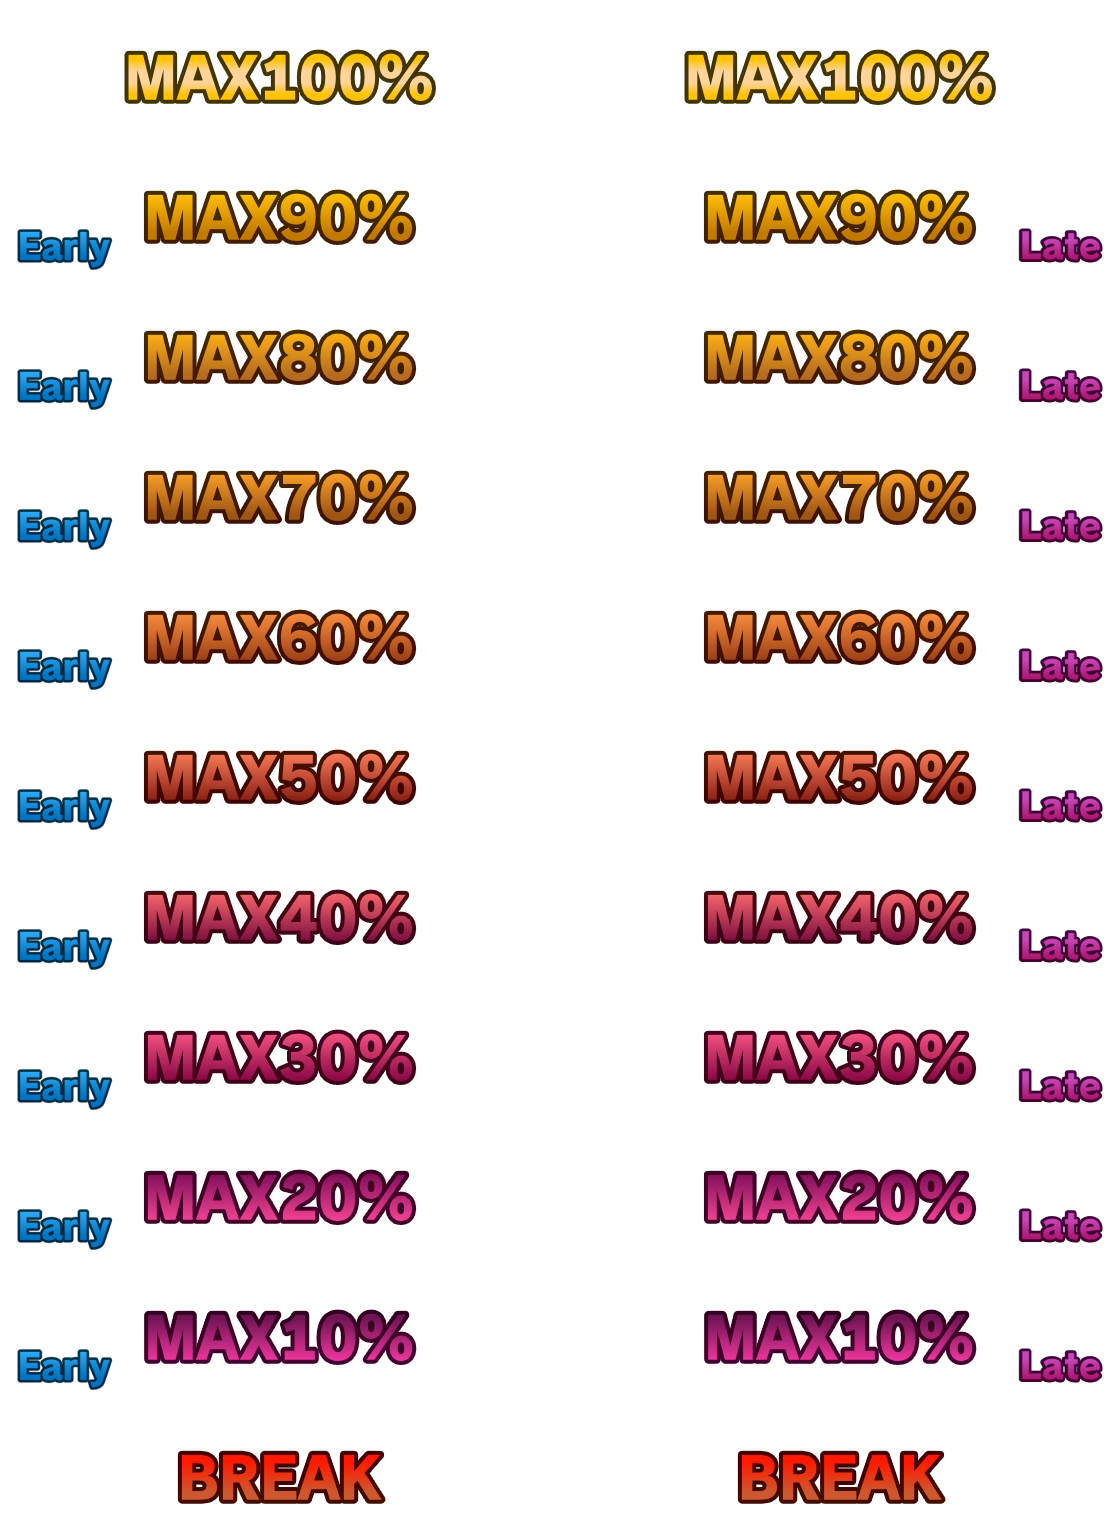 MAX100% MAX100%
Early MAX90% MAX90% Late
Early MAX80% MAX80% Late
Early MAX70% MAX70% Late
Early MAX60% MAX60% Late
Early MAX50% MAX50% Late
Early MAX40% MAX40% Late
Early MAX30% MAX30% Late
Early MAX20% MAX20% Late
Early MAX10% MAX10% Late
BREAK BREAK